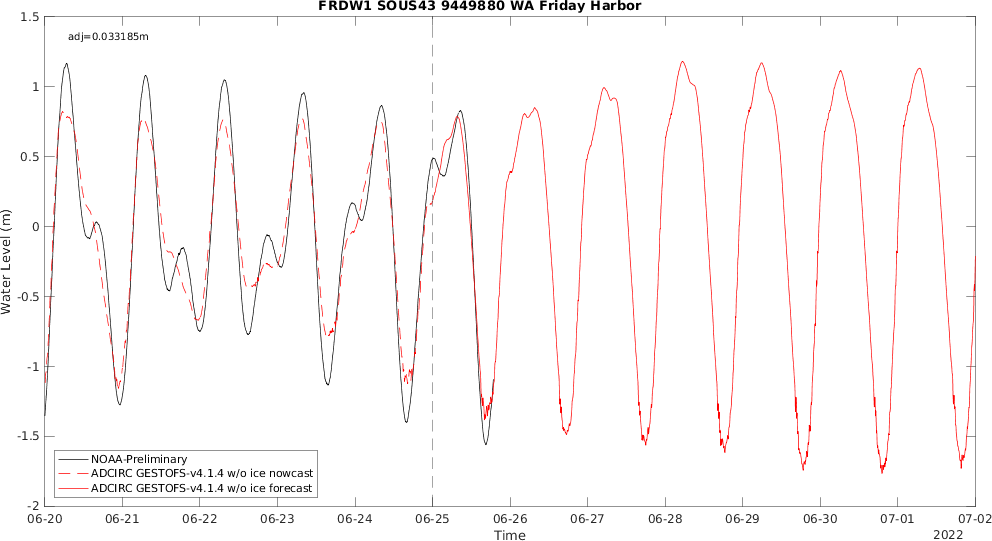 FRDW1 SOUS43 9449880 WA Friday Harbor
adj=0.033185m
Water Level (m)
1.5
1
0.5
0
-0.5
-1
-1.5
-2
NOAA-Preliminary
ADCIRC GESTOFS-v4.1.4 w/o ice nowcast
ADCIRC GESTOFS-v4.1.4 w/o ice forecast
06-20 06-21 06-22 06-23 06-24 06-25 06-26 06-27 06-28 06-29 06-30 07-01 07-02
Time
2022